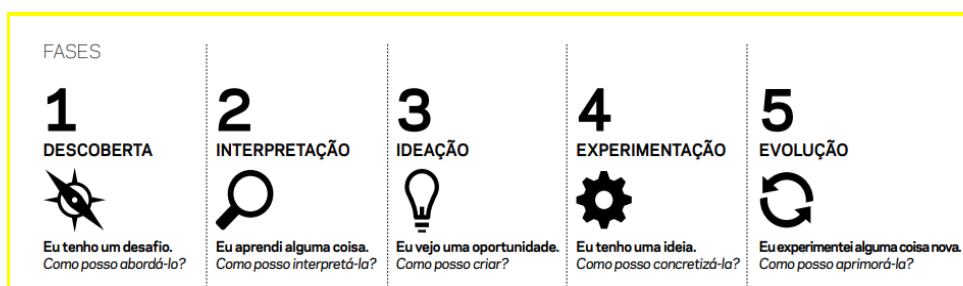 FASES
1
DESCOBERTA
Eu tenho um desafio.
Como posso abordá-lo?
2
INTERPRETAÇÃO
Eu aprendi alguma coisa.
Como posso interpretá-la?
3
IDEAÇÃO
Eu vejo uma oportunidade.
Como posso criar?
4
EXPERIMENTAÇÃO
Eu tenho uma ideia.
Como posso concretizá-la?
5
EVOLUÇÃO
Eu experimentei alguma coisa nova.
Como posso aprimorá-la?